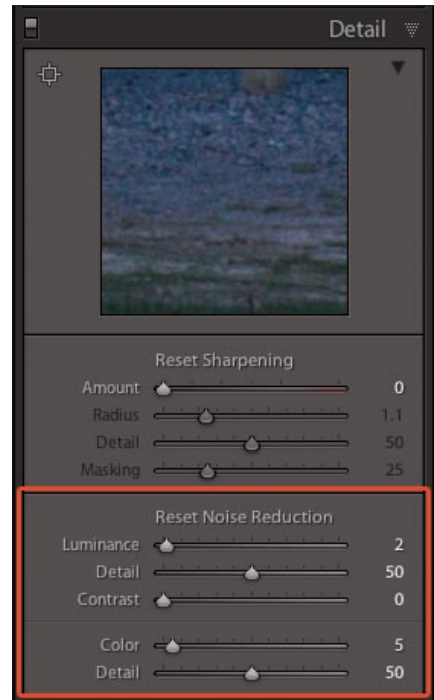 Detail
Reset Sharpening
Amount 0
Radius 1.1
Detail 50
Masking 25
Reset Noise Reduction
Luminance 2
Detail 50
Contrast 0
Color 5
Detail 50